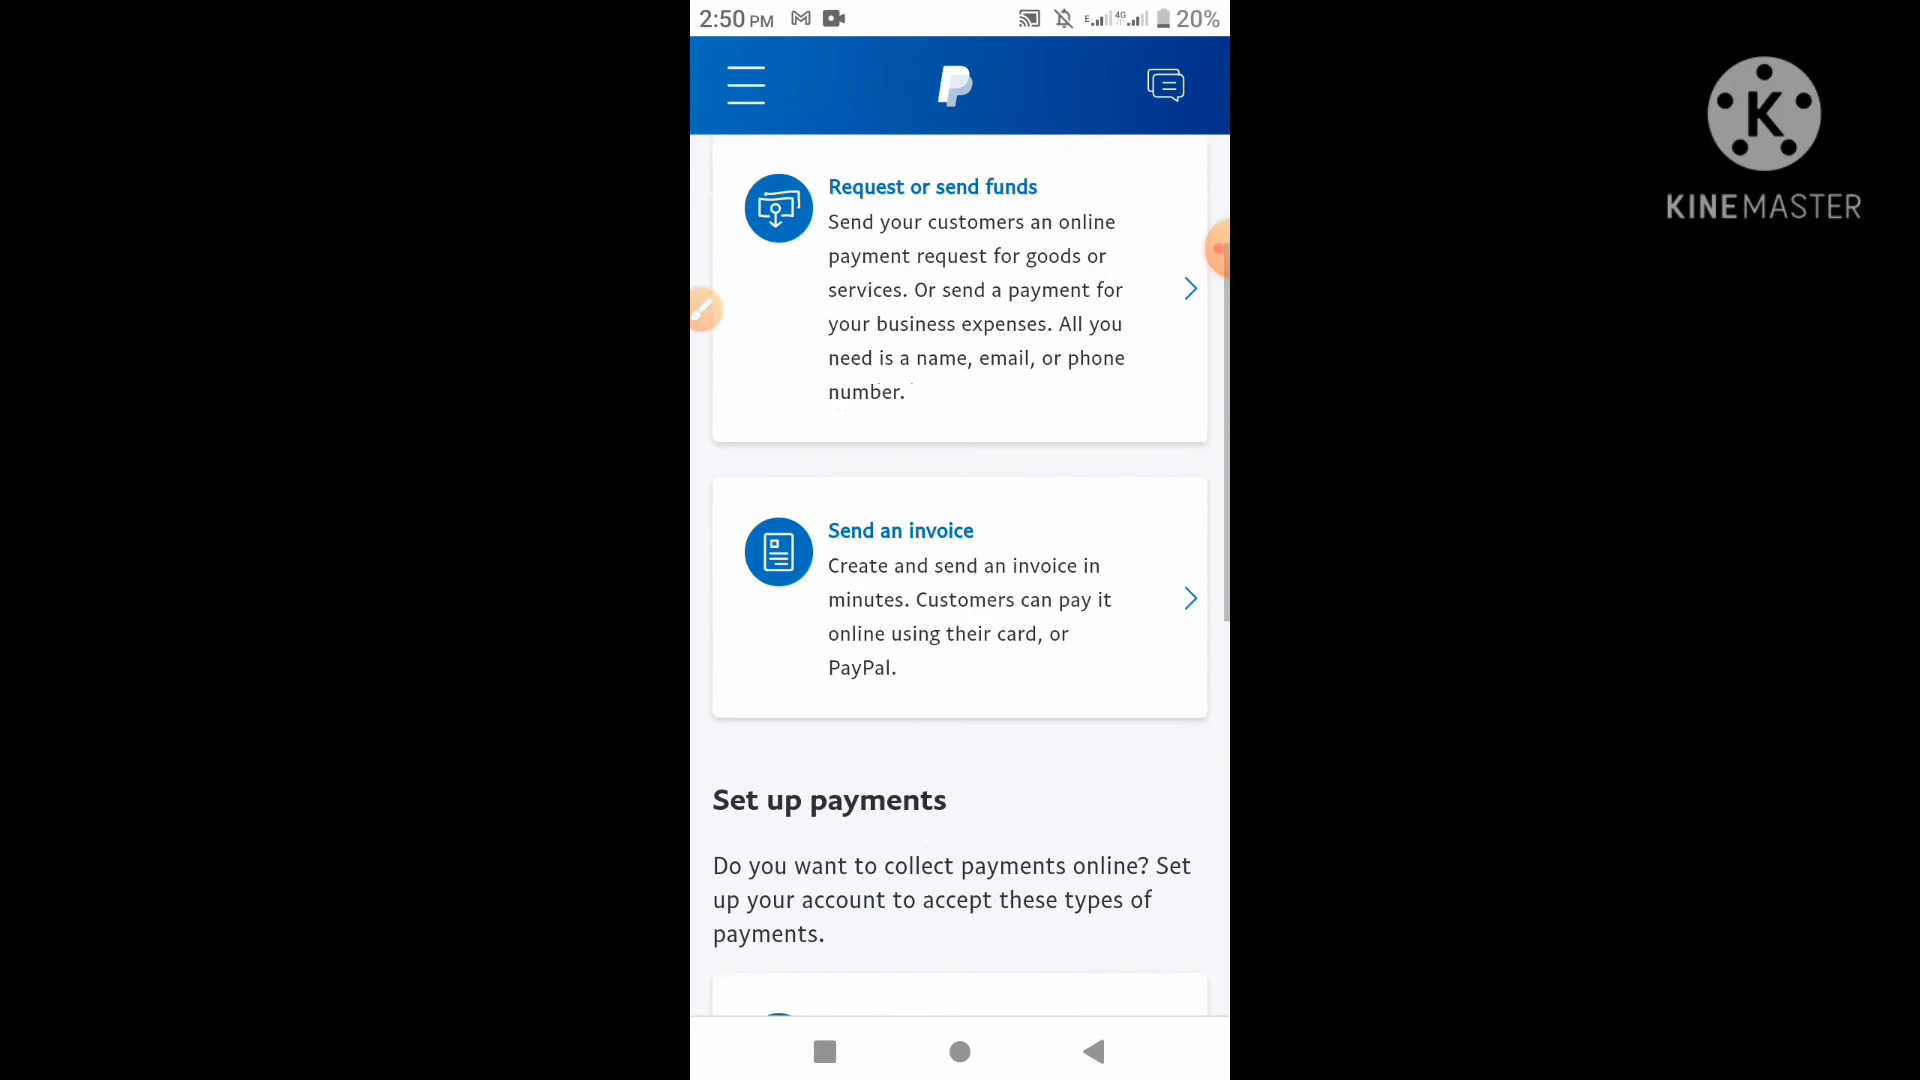 2:50 PM
E
4G
20%
K
KINEMASTER
Request or send funds
Send your customers an online
payment request for goods or
services. Or send a payment for
your business expenses. All you
need is a name, email, or phone
number.
Send an invoice
Create and send an invoice in
minutes. Customers can pay it
online using their card, or
PayPal.
Set up payments
Do you want to collect payments online? Set
up your account to accept these types of
payments.